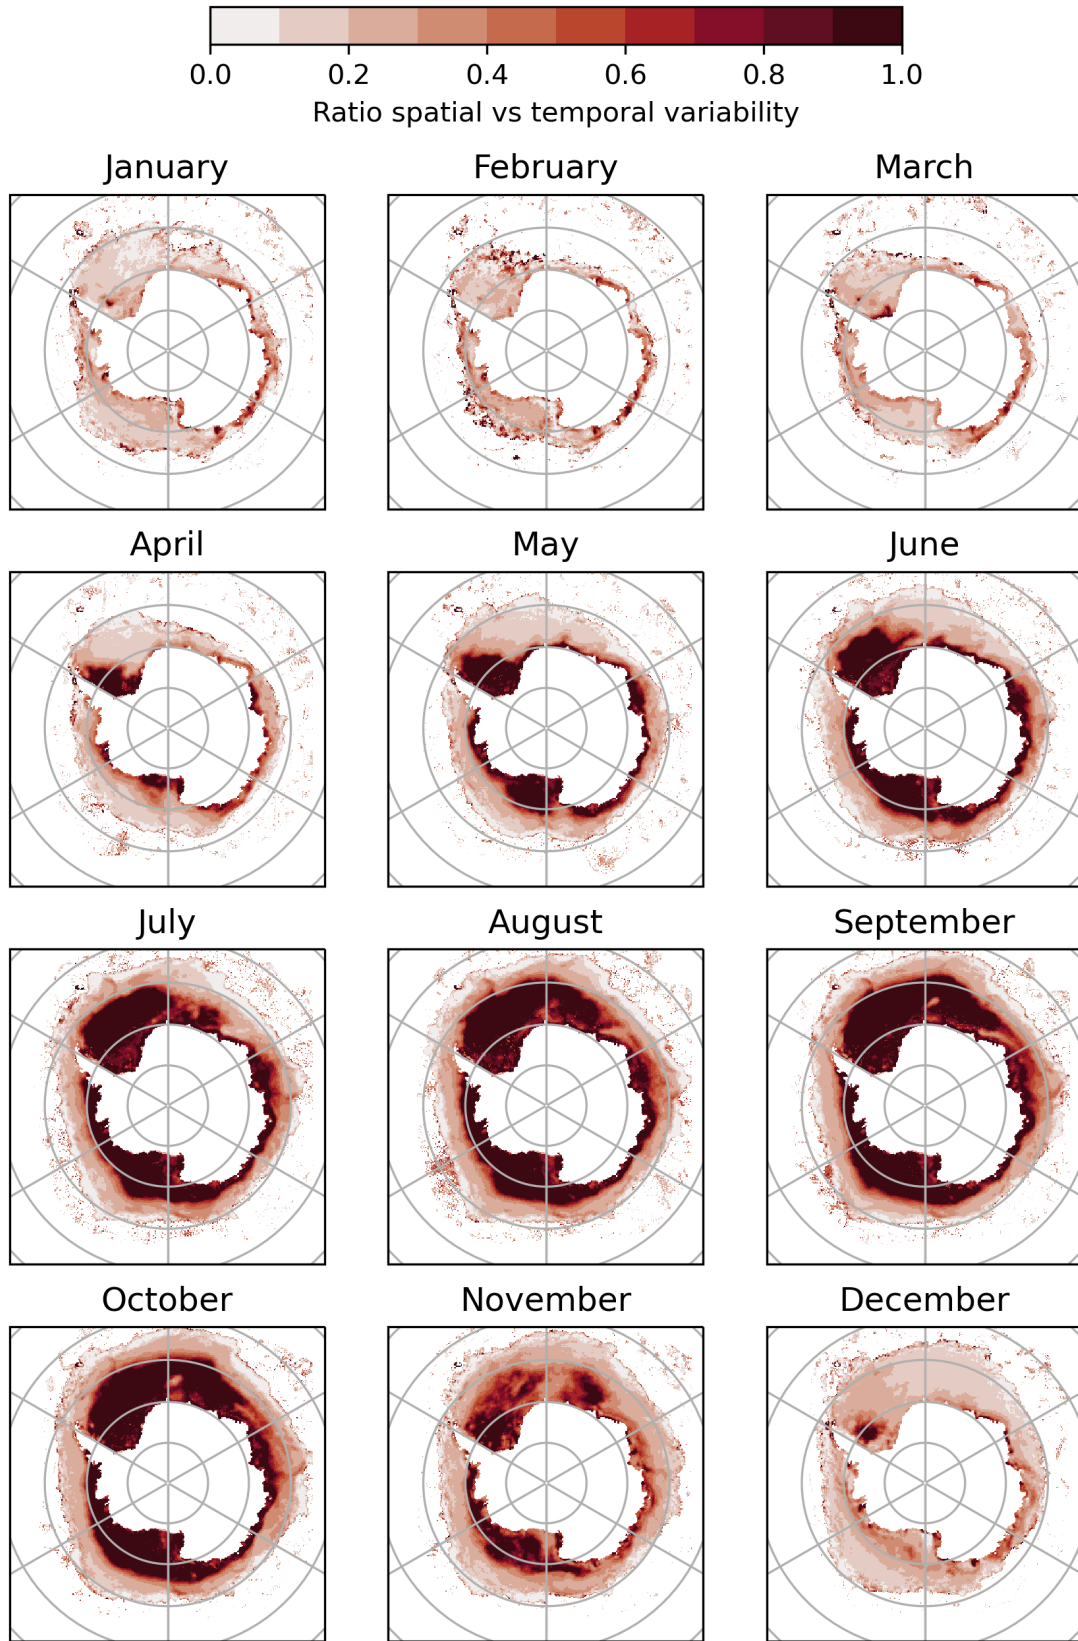 0.0 0.2 0.4 0.6 0.8 1.0
Ratio spatial vs temporal variability
January February March
April May June
July August September
October November December